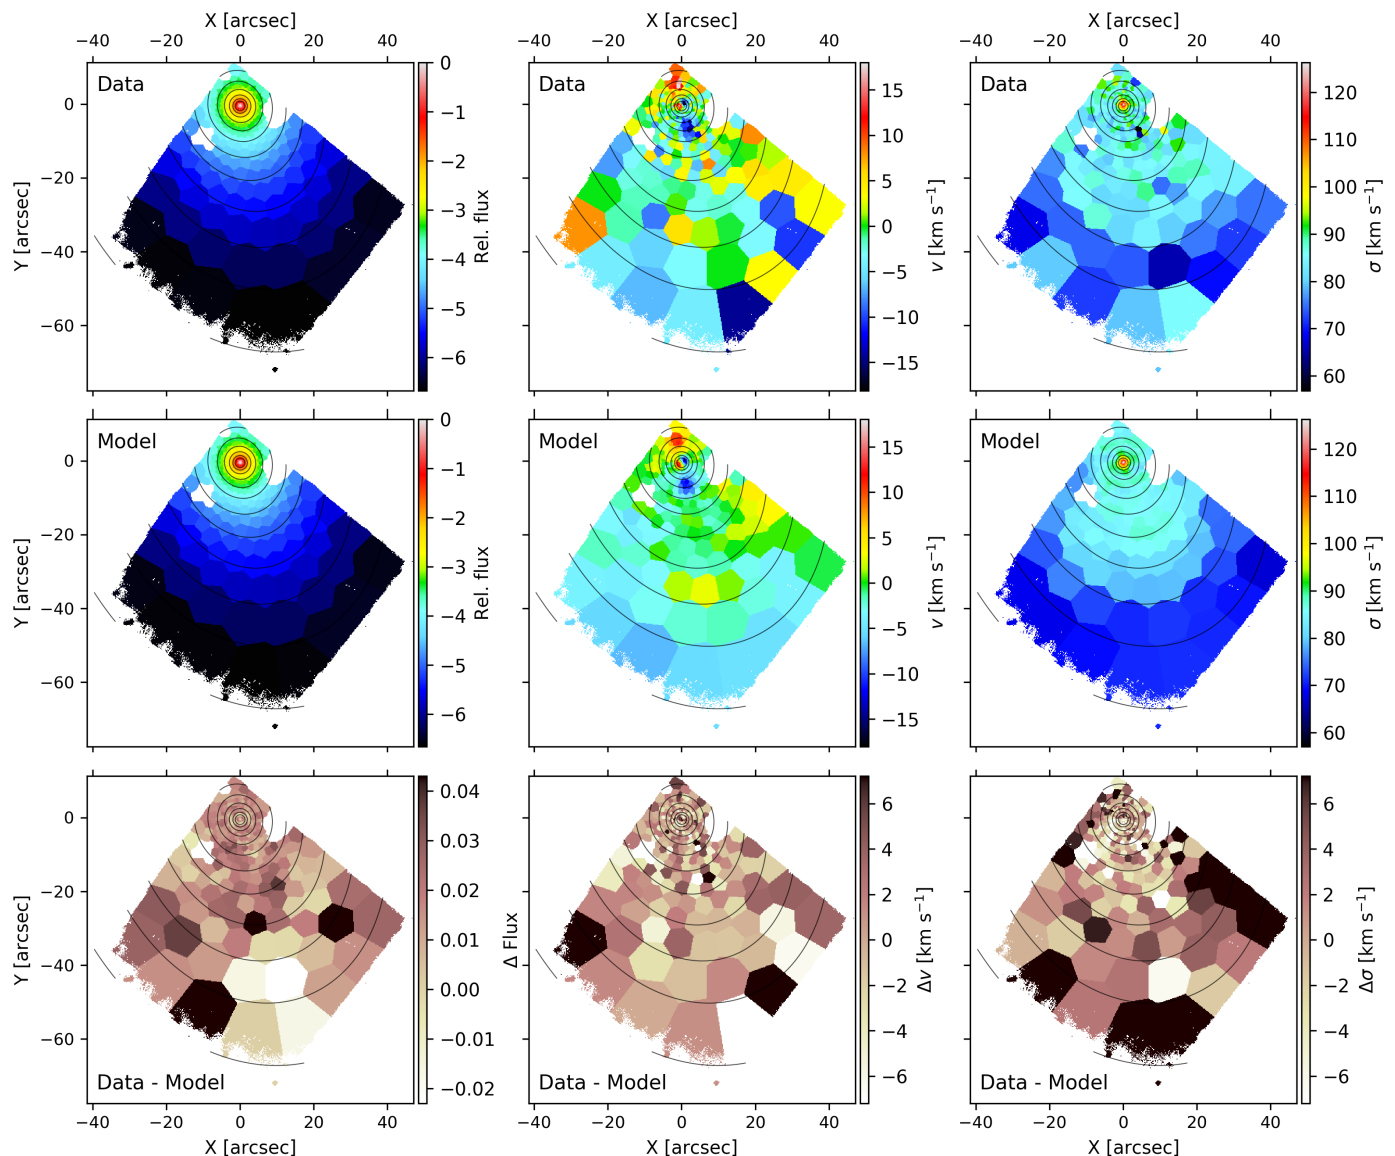 X [arcsec] X [arcsec] X [arcsec]
−40 −20 0 20 40 −40 −20 0 20 40 −40 −20 0 20 40
Data Data Data
0 −20 −40 −60
Y [arcsec]
0 −1 −2 −3 −4 −5 −6
Rel. flux
15 10 5 0 −5 −10 −15
v [km s⁻¹]
120 110 100 90 80 70 60
σ [km s⁻¹]
Model Model Model
0 −20 −40 −60
Y [arcsec]
0 −1 −2 −3 −4 −5 −6
Rel. flux
15 10 5 0 −5 −10 −15
v [km s⁻¹]
120 110 100 90 80 70 60
σ [km s⁻¹]
0 −20 −40 −60
Y [arcsec]
0.04 0.03 0.02 0.01 0.00 −0.01 −0.02
Δ Flux
6 4 2 0 −2 −4 −6
Δv [km s⁻¹]
6 4 2 0 −2 −4 −6
Δσ [km s⁻¹]
Data - Model Data - Model Data - Model
−40 −20 0 20 40 −40 −20 0 20 40 −40 −20 0 20 40
X [arcsec] X [arcsec] X [arcsec]